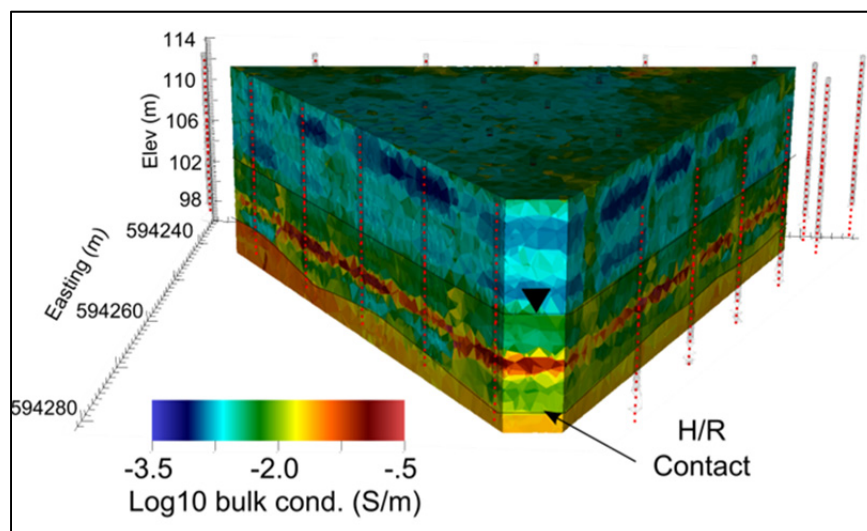 114
110
106
102
98
Elev (m)
594240
594260
594280
Easting (m)
-3.5 -2.0 -.5
Log10 bulk cond. (S/m)
H/R
Contact